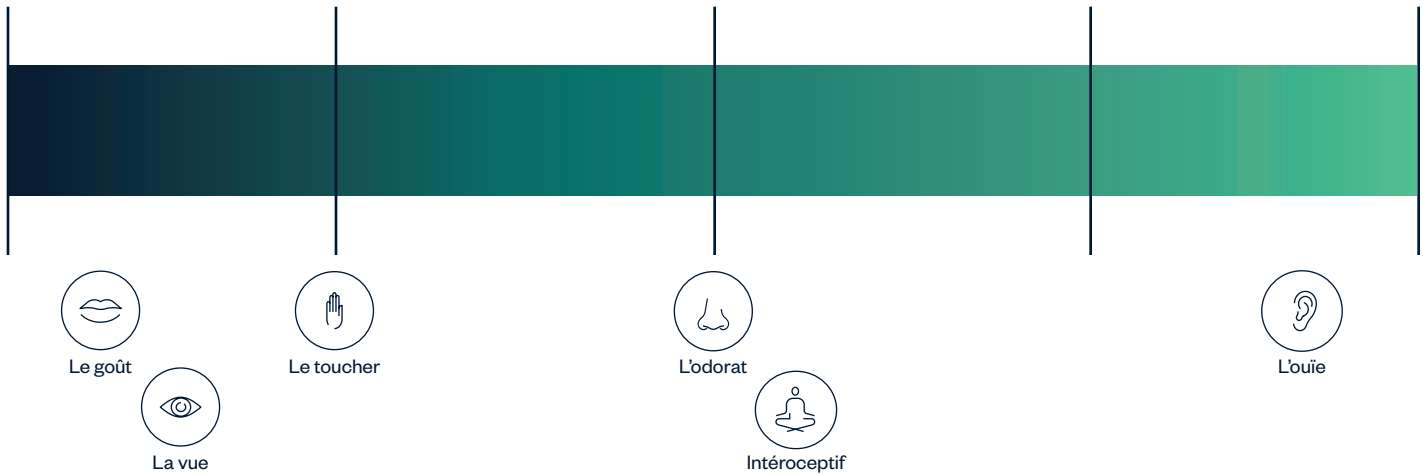 Le goût
Le toucher
L’odorat
L’ouïe
La vue
Intéroceptif